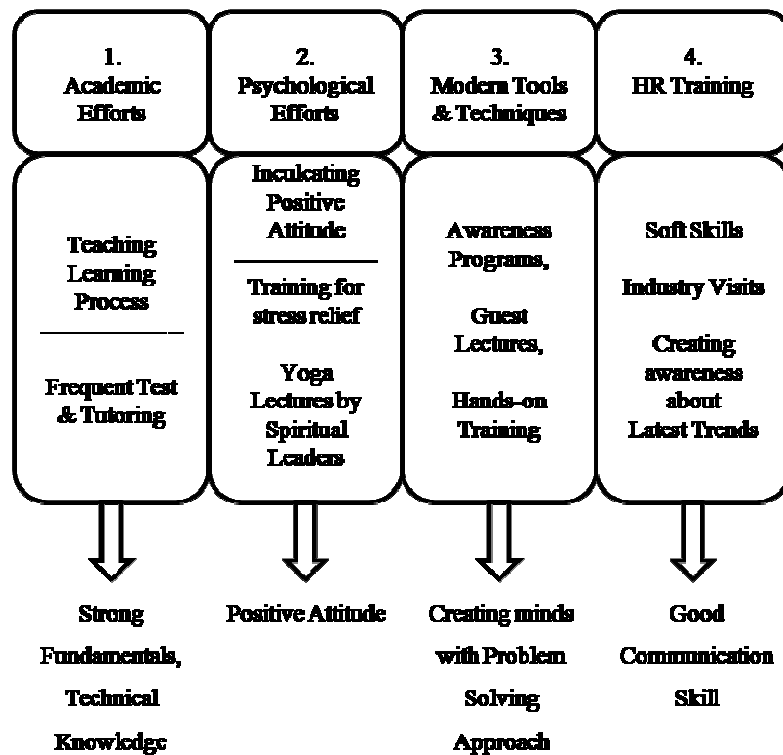 1.
Academic
Efforts
2.
Psychological
Efforts
3.
Modern Tools
& Techniques
4.
HR Training
Teaching
Learning
Process
Frequent Test
& Tutoring
Inculcating
Positive
Attitude
Training for
stress relief
Yoga
Lectures by
Spiritual
Leaders
Awareness
Programs,
Guest
Lectures,
Hands-on
Training
Soft Skills
Industry Visits
Creating
awareness
about
Latest Trends
Strong
Fundamentals,
Technical
Knowledge
Positive Attitude
Creating minds
with Problem
Solving
Approach
Good
Communication
Skill